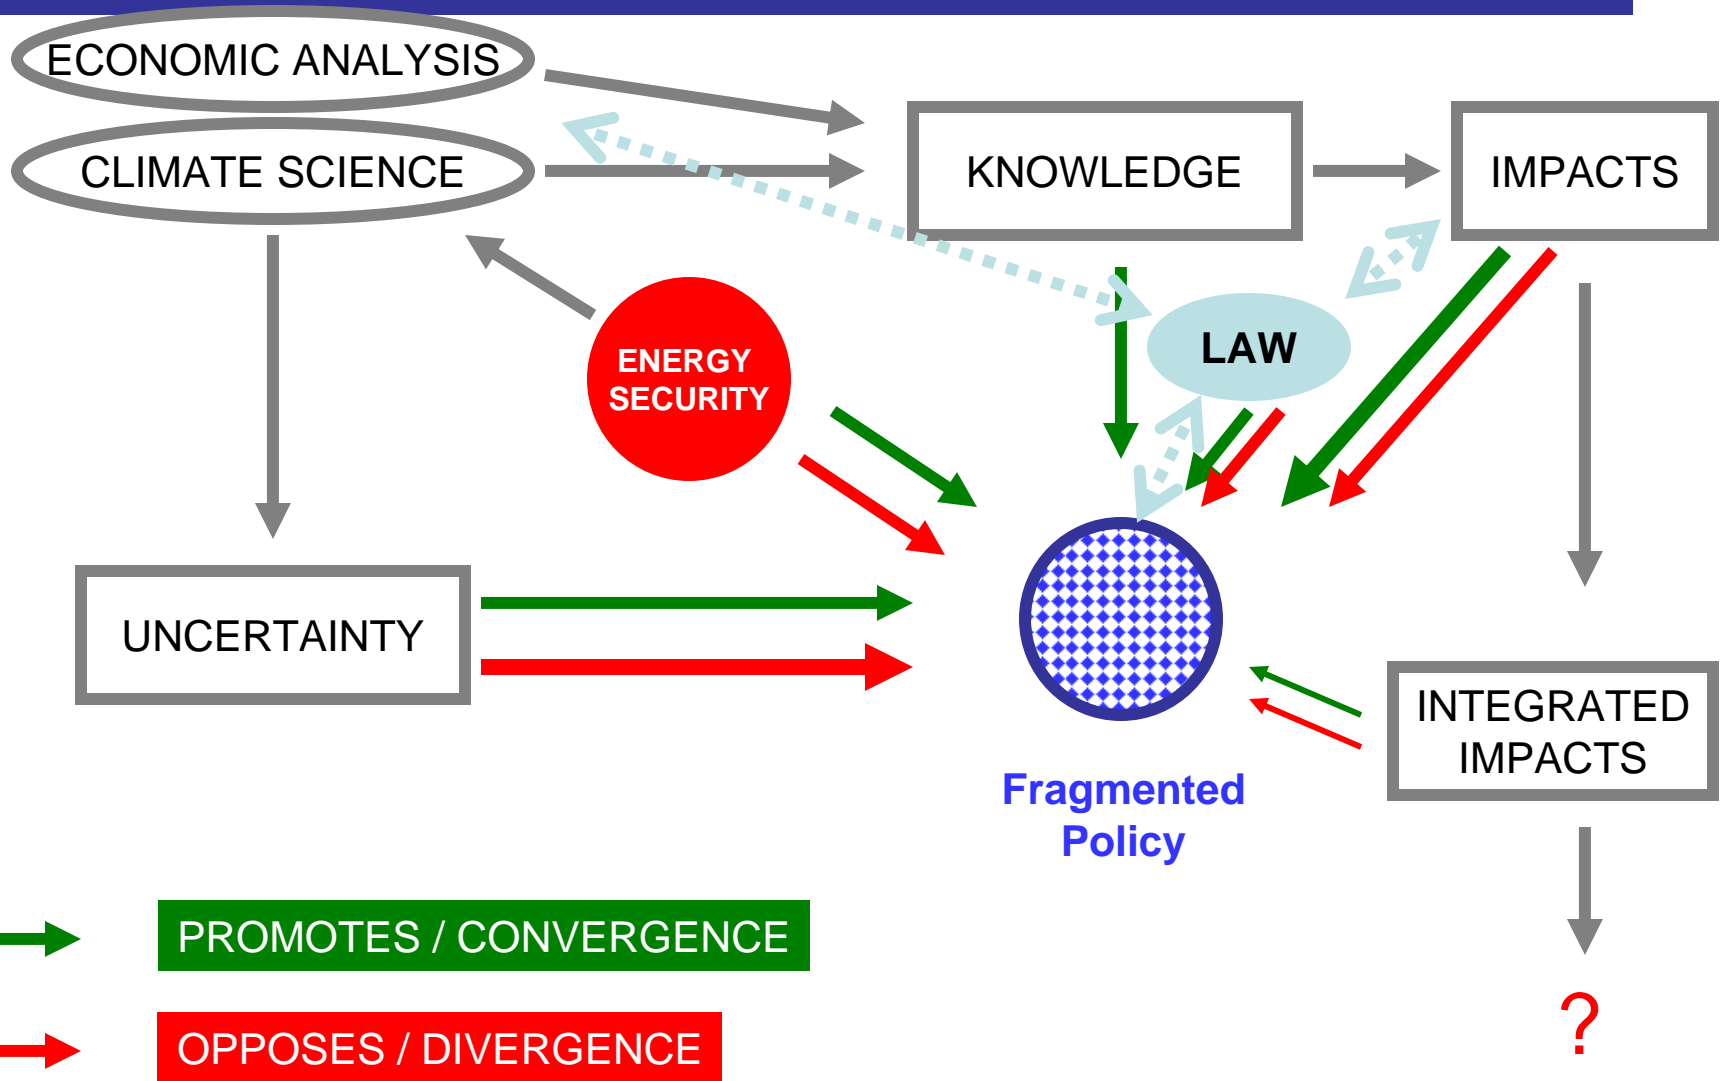 ECONOMIC ANALYSIS
CLIMATE SCIENCE
KNOWLEDGE
IMPACTS
LAW
ENERGY
SECURITY
UNCERTAINTY
INTEGRATED
IMPACTS
Fragmented
Policy
PROMOTES / CONVERGENCE
OPPOSES / DIVERGENCE
?